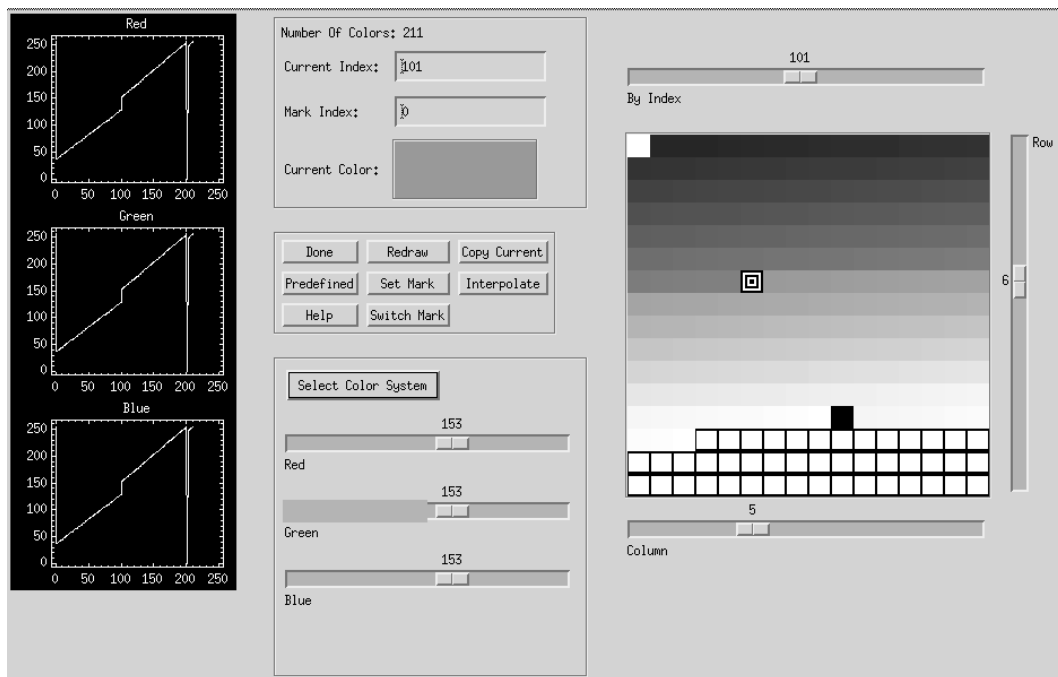 Red
250
200
150
100
50
0
0 50 100 150 200 250
Green
250
200
150
100
50
0
0 50 100 150 200 250
Blue
250
200
150
100
50
0
0 50 100 150 200 250
Number Of Colors: 211
Current Index: 101
Mark Index: 0
Current Color:
Done Redraw Copy Current
Predefined Set Mark Interpolate
Help Switch Mark
Select Color System
153
Red
153
Green
153
Blue
101
By Index
Row
6
5
Column